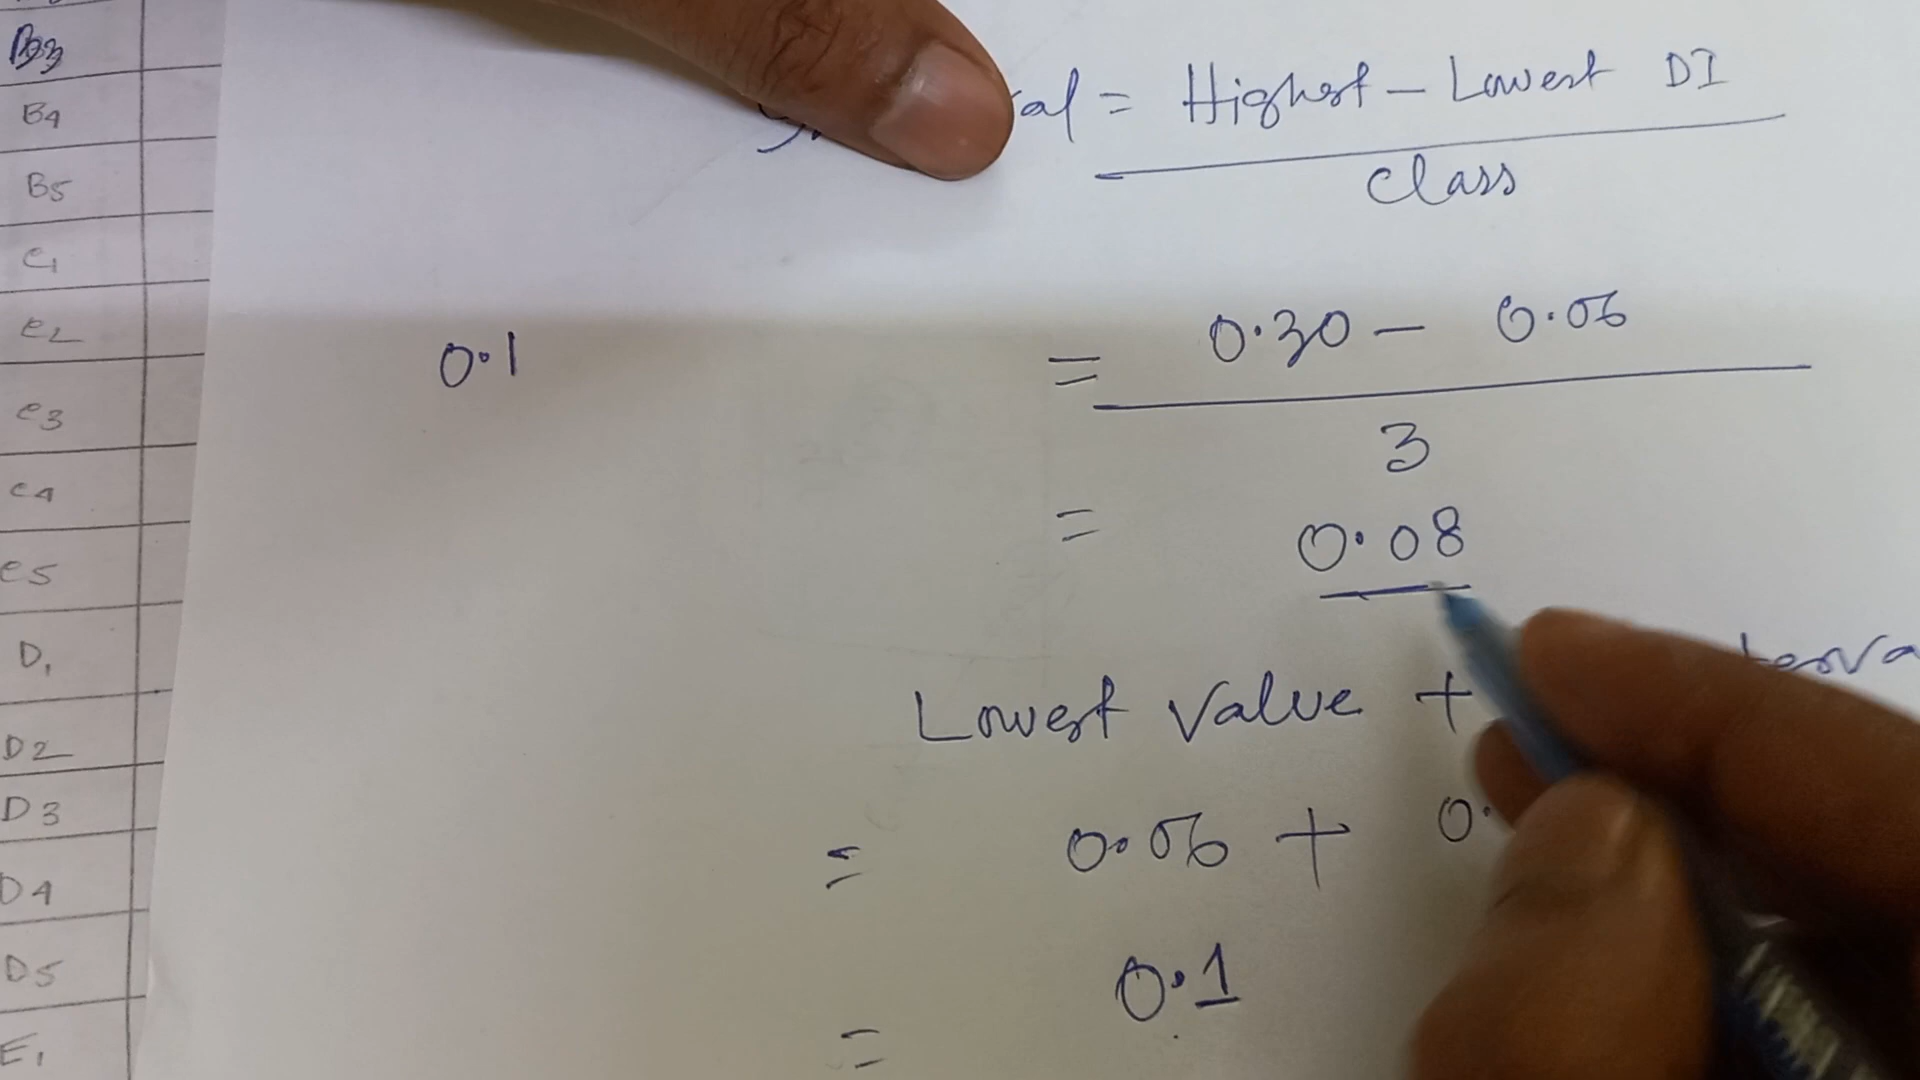 B3
B4
B5
C1
C2
C3
C4
C5
D1
D2
D3
D4
D5
E1
= Highest - Lowest DI
Class
0.1
= 0.30 - 0.06
3
= 0.08
Lowest Value +
= 0.06 + 0.
= 0.1